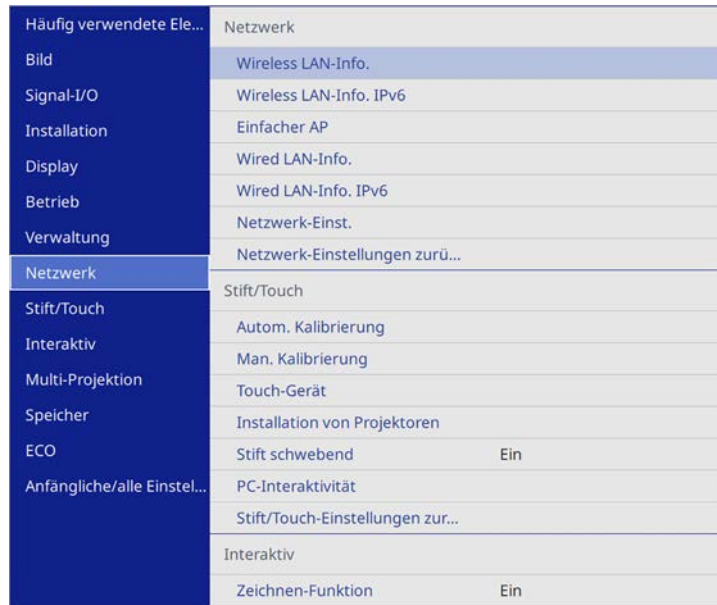 Häufig verwendete Ele...
Bild
Signal-I/O
Installation
Display
Betrieb
Verwaltung
Netzwerk
Stift/Touch
Interaktiv
Multi-Projektion
Speicher
ECO
Anfängliche/alle Einstel...
Netzwerk
Wireless LAN-Info.
Wireless LAN-Info. IPv6
Einfacher AP
Wired LAN-Info.
Wired LAN-Info. IPv6
Netzwerk-Einst.
Netzwerk-Einstellungen zurü...
Stift/Touch
Autom. Kalibrierung
Man. Kalibrierung
Touch-Gerät
Installation von Projektoren
Stift schwebend Ein
PC-Interaktivität
Stift/Touch-Einstellungen zur...
Interaktiv
Zeichnen-Funktion Ein